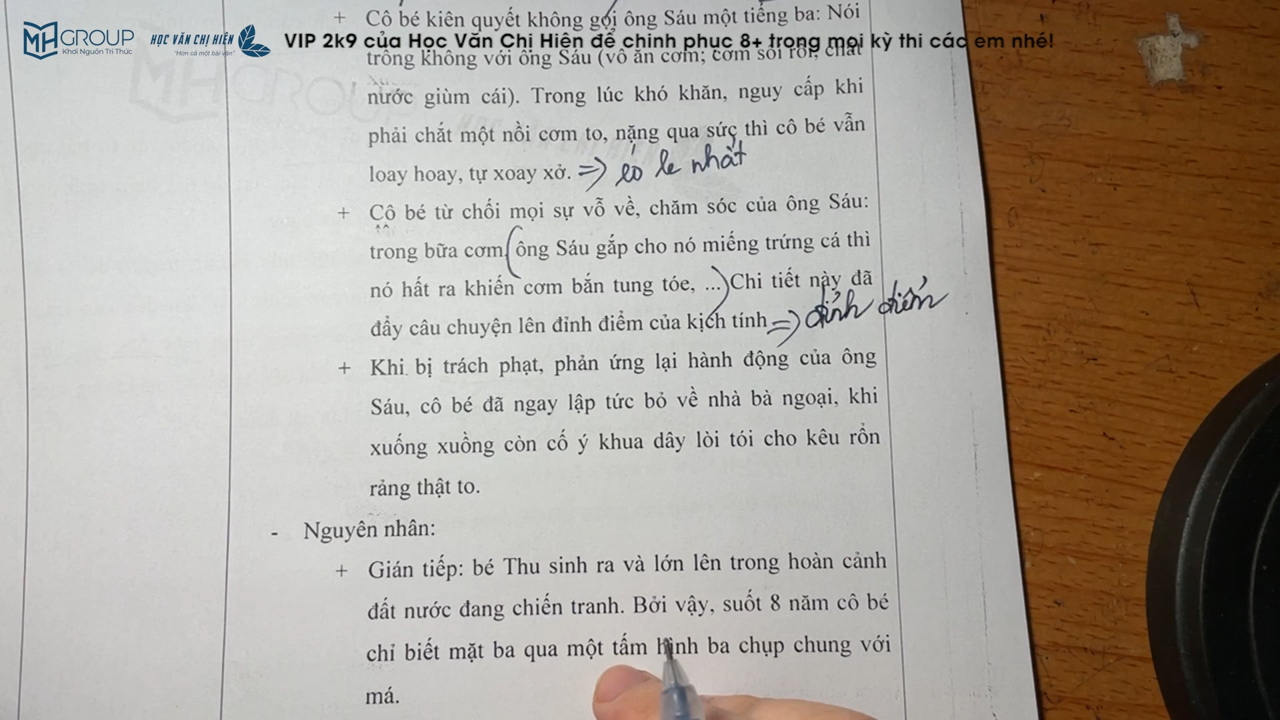 + Cô bé kiên quyết không gọi ông Sáu một tiếng ba: Nói
MH GROUP
Khơi Nguồn Tri Thức
HỌC VĂN CHỊ HIÊN
"Hơn cả một bài văn"
VIP 2k9 của Học Văn Chị Hiên để chinh phục 8+ trong mọi kỳ thi các em nhé!
trống không với ông Sáu (vô ăn cơm; cơm sôi rồi, chắt
nước giùm cái). Trong lúc khó khăn, nguy cấp khi
phải chắt một nồi cơm to, nặng qua sức thì cô bé vẫn
loay hoay, tự xoay xở. => éo le nhất
+ Cô bé từ chối mọi sự vỗ về, chăm sóc của ông Sáu:
trong bữa cơm (ông Sáu gắp cho nó miếng trứng cá thì
nó hất ra khiến cơm bắn tung tóe, ...) Chi tiết này đã
đẩy câu chuyện lên đỉnh điểm của kịch tính => đỉnh điểm
+ Khi bị trách phạt, phản ứng lại hành động của ông
Sáu, cô bé đã ngay lập tức bỏ về nhà bà ngoại, khi
xuống xuồng còn cố ý khua dây lòi tói cho kêu rổn
rảng thật to.
- Nguyên nhân:
+ Gián tiếp: bé Thu sinh ra và lớn lên trong hoàn cảnh
đất nước đang chiến tranh. Bởi vậy, suốt 8 năm cô bé
chỉ biết mặt ba qua một tấm hình ba chụp chung với
má.